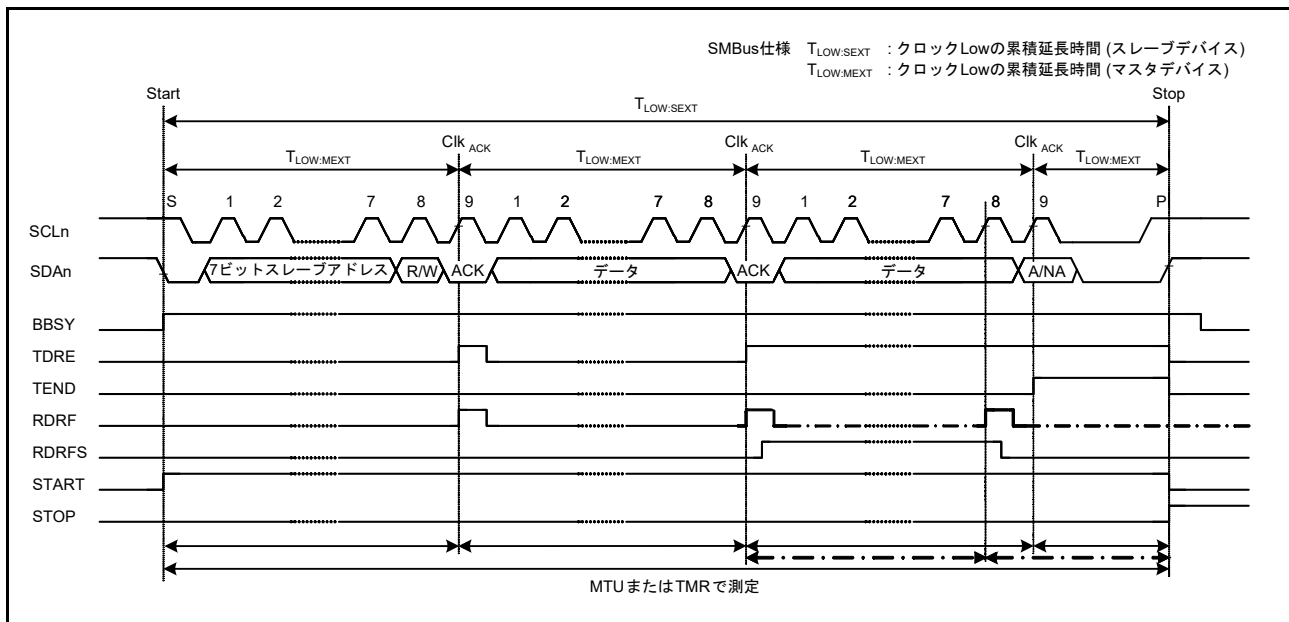 SMBus仕様 TLOW:SEXT : クロックLowの累積延長時間 (スレーブデバイス)
TLOW:MEXT : クロックLowの累積延長時間 (マスタデバイス)
Start Stop
TLOW:SEXT
ClkACK ClkACK ClkACK
TLOW:MEXT TLOW:MEXT TLOW:MEXT TLOW:MEXT
S 1 2 7 8 9 1 2 7 8 9 1 2 7 8 9 P
SCLn
SDAn 7ビットスレーブアドレス R/W ACK データ ACK データ A/NA
BBSY
TDRE
TEND
RDRF
RDRFS
START
STOP
MTUまたはTMRで測定